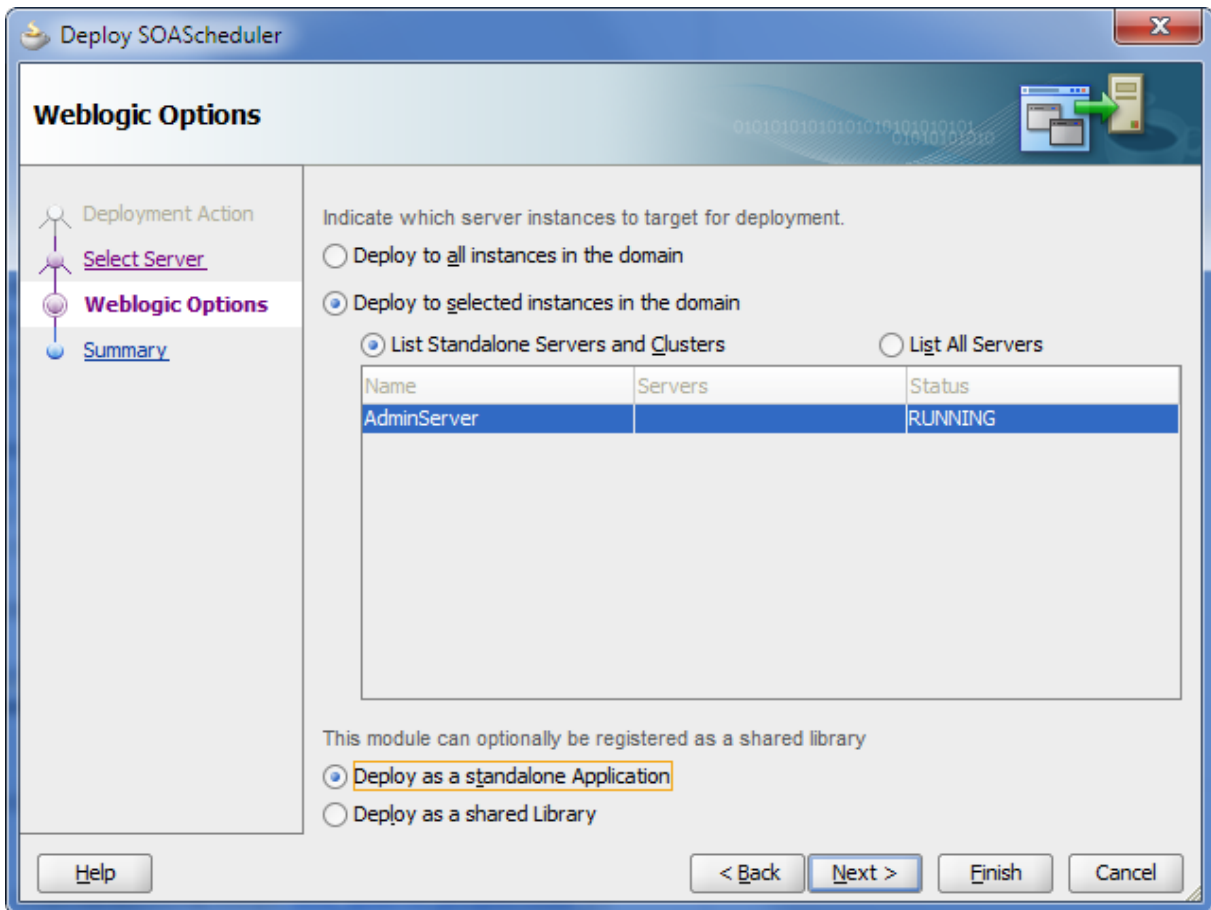 Deploy SOAScheduler
Weblogic Options
Deployment Action
Select Server
Weblogic Options
Summary
Indicate which server instances to target for deployment.
Deploy to all instances in the domain
Deploy to selected instances in the domain
List Standalone Servers and Clusters List All Servers
Name Servers Status
AdminServer RUNNING
This module can optionally be registered as a shared library
Deploy as a standalone Application
Deploy as a shared Library
Help < Back Next > Finish Cancel